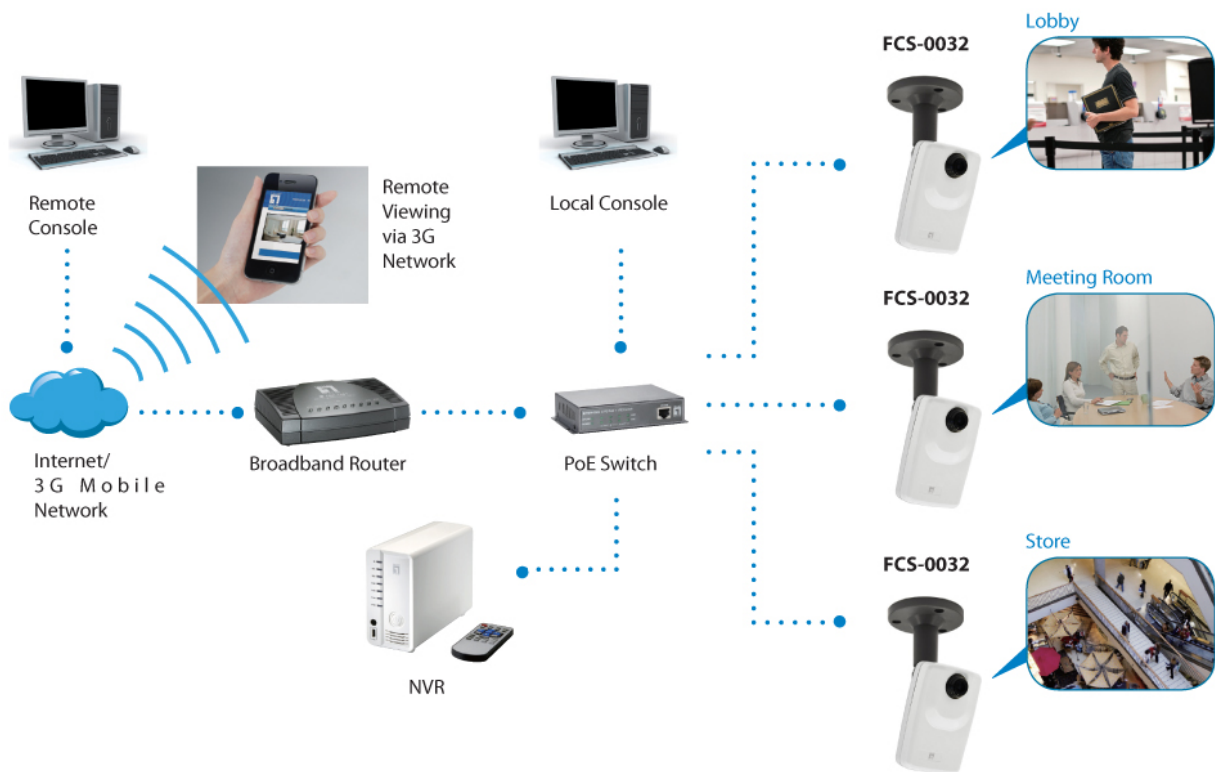 Lobby
FCS-0032
Remote
Console
Remote
Viewing
via 3G
Network
Local Console
Meeting Room
FCS-0032
Internet/
3G Mobile
Network
Broadband Router
PoE Switch
Store
FCS-0032
NVR